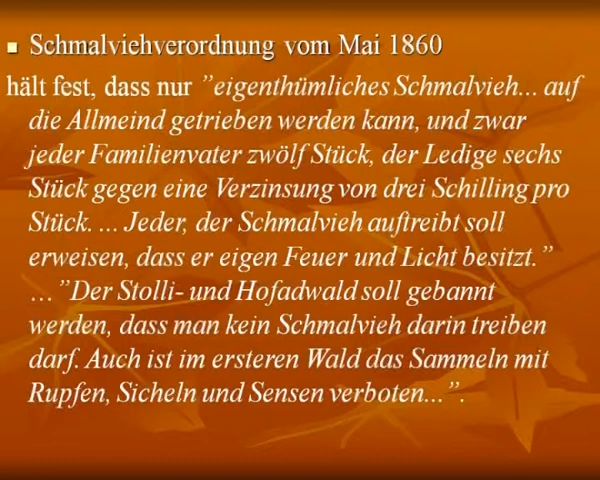 ▪ Schmalviehverordnung vom Mai 1860
hält fest, dass nur ”eigenthümliches Schmalvieh... auf
die Allmeind getrieben werden kann, und zwar
jeder Familienvater zwölf Stück, der Ledige sechs
Stück gegen eine Verzinsung von drei Schilling pro
Stück. ... Jeder, der Schmalvieh auftreibt soll
erweisen, dass er eigen Feuer und Licht besitzt.”
…”Der Stolli- und Hofadwald soll gebannt
werden, dass man kein Schmalvieh darin treiben
darf. Auch ist im ersteren Wald das Sammeln mit
Rupfen, Sicheln und Sensen verboten...”.